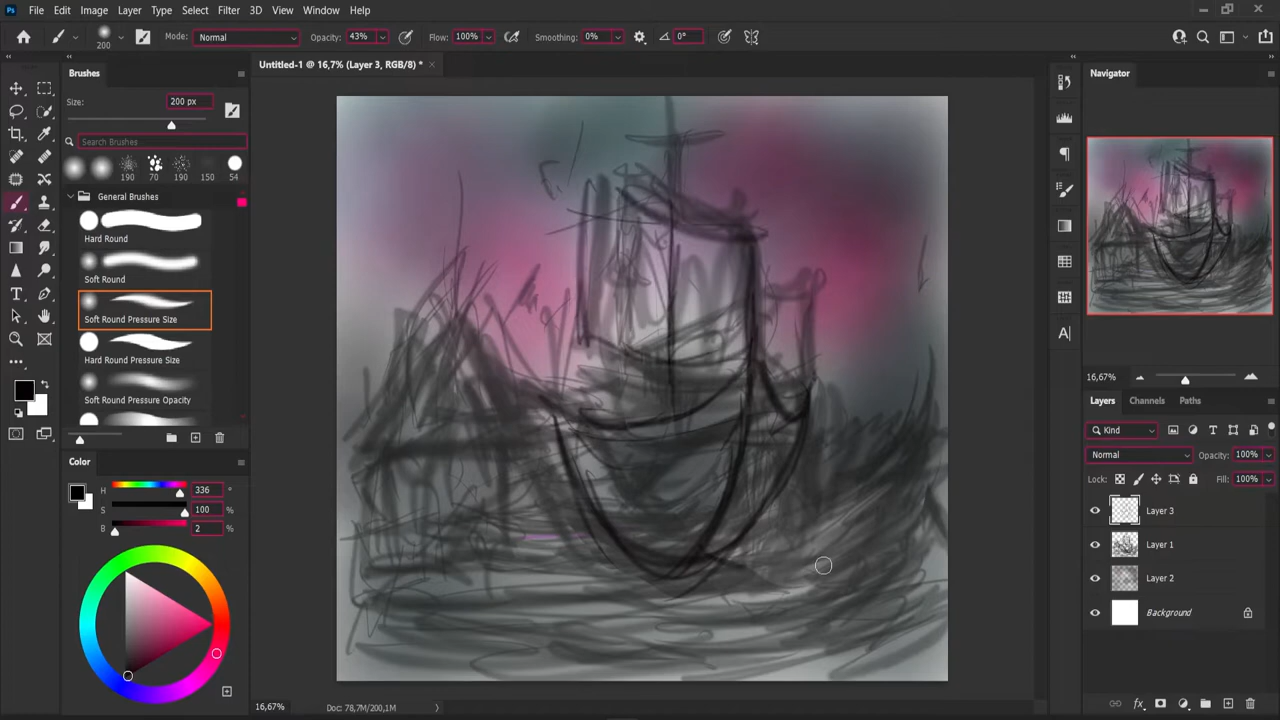 Ps File Edit Image Layer Type Select Filter 3D View Window Help
200 Mode: Normal Opacity: 43% Flow: 100% Smoothing: 0% 0°
Brushes
Untitled-1 @ 16,7% (Layer 3, RGB/8) *
Navigator
Size: 200 px
Search Brushes
190 70 190 150 54
General Brushes
Hard Round
Soft Round
Soft Round Pressure Size
Hard Round Pressure Size
Soft Round Pressure Opacity
16,67%
Layers Channels Paths
Kind
Normal Opacity: 100%
Lock: Fill: 100%
Layer 3
Layer 1
Layer 2
Background
Color
H 336 °
S 100 %
B 2 %
16,67% Doc: 78,7M/200,1M